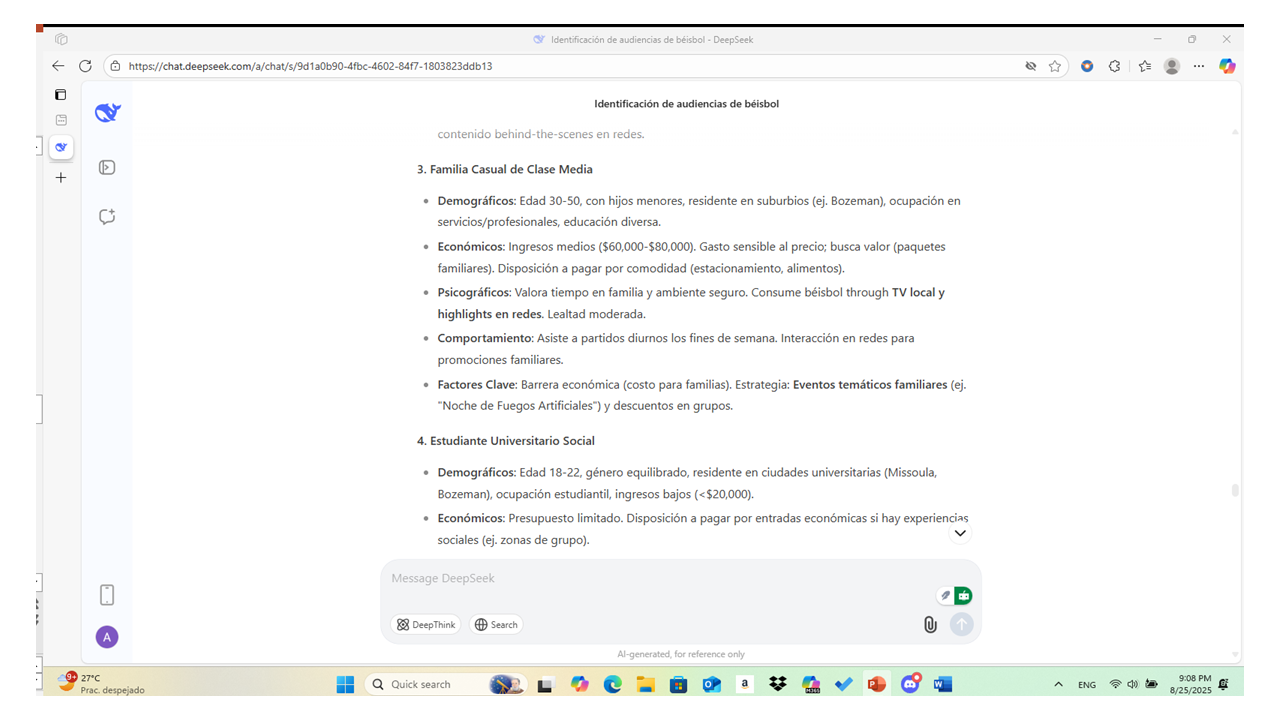 Identificación de audiencias de béisbol - DeepSeek
https://chat.deepseek.com/a/chat/s/9d1a0b90-4fbc-4602-84f7-1803823ddb13
Identificación de audiencias de béisbol
contenido behind-the-scenes en redes.
3. Familia Casual de Clase Media
• Demográficos: Edad 30-50, con hijos menores, residente en suburbios (ej. Bozeman), ocupación en
servicios/profesionales, educación diversa.
• Económicos: Ingresos medios ($60,000-$80,000). Gasto sensible al precio; busca valor (paquetes
familiares). Disposición a pagar por comodidad (estacionamiento, alimentos).
• Psicográficos: Valora tiempo en familia y ambiente seguro. Consume béisbol through TV local y
highlights en redes. Lealtad moderada.
• Comportamiento: Asiste a partidos diurnos los fines de semana. Interacción en redes para
promociones familiares.
• Factores Clave: Barrera económica (costo para familias). Estrategia: Eventos temáticos familiares (ej.
"Noche de Fuegos Artificiales") y descuentos en grupos.
4. Estudiante Universitario Social
• Demográficos: Edad 18-22, género equilibrado, residente en ciudades universitarias (Missoula,
Bozeman), ocupación estudiantil, ingresos bajos (<$20,000).
• Económicos: Presupuesto limitado. Disposición a pagar por entradas económicas si hay experiencias
sociales (ej. zonas de grupo).
Message DeepSeek
DeepThink
Search
A
AI-generated, for reference only
9+
27°C
Prac. despejado
Quick search
a
M365
ENG
9:08 PM
8/25/2025